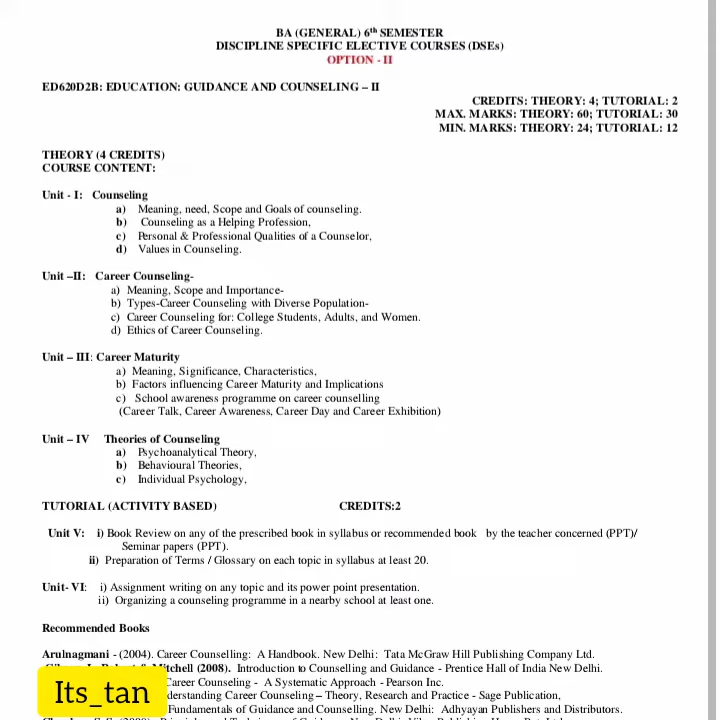 BA (GENERAL) 6th SEMESTER
DISCIPLINE SPECIFIC ELECTIVE COURSES (DSEs)
OPTION - II
ED620D2B: EDUCATION: GUIDANCE AND COUNSELING – II
CREDITS: THEORY: 4; TUTORIAL: 2
MAX. MARKS: THEORY: 60; TUTORIAL: 30
MIN. MARKS: THEORY: 24; TUTORIAL: 12
THEORY (4 CREDITS)
COURSE CONTENT:
Unit - I: Counseling
a) Meaning, need, Scope and Goals of counseling.
b) Counseling as a Helping Profession,
c) Personal & Professional Qualities of a Counselor,
d) Values in Counseling.
Unit –II: Career Counseling-
a) Meaning, Scope and Importance-
b) Types-Career Counseling with Diverse Population-
c) Career Counseling for: College Students, Adults, and Women.
d) Ethics of Career Counseling.
Unit – III: Career Maturity
a) Meaning, Significance, Characteristics,
b) Factors influencing Career Maturity and Implications
c) School awareness programme on career counselling
(Career Talk, Career Awareness, Career Day and Career Exhibition)
Unit – IV Theories of Counseling
a) Psychoanalytical Theory,
b) Behavioural Theories,
c) Individual Psychology,
TUTORIAL (ACTIVITY BASED) CREDITS:2
Unit V: i) Book Review on any of the prescribed book in syllabus or recommended book by the teacher concerned (PPT)/
Seminar papers (PPT).
ii) Preparation of Terms / Glossary on each topic in syllabus at least 20.
Unit- VI: i) Assignment writing on any topic and its power point presentation.
ii) Organizing a counseling programme in a nearby school at least one.
Recommended Books
Arulnagmani - (2004). Career Counselling: A Handbook. New Delhi: Tata McGraw Hill Publishing Company Ltd.
Mitchell (2008). Introduction to Counselling and Guidance - Prentice Hall of India New Delhi.
Career Counseling - A Systematic Approach - Pearson Inc.
derstanding Career Counseling – Theory, Research and Practice - Sage Publication,
Fundamentals of Guidance and Counselling. New Delhi: Adhyayan Publishers and Distributors.
Its_tan